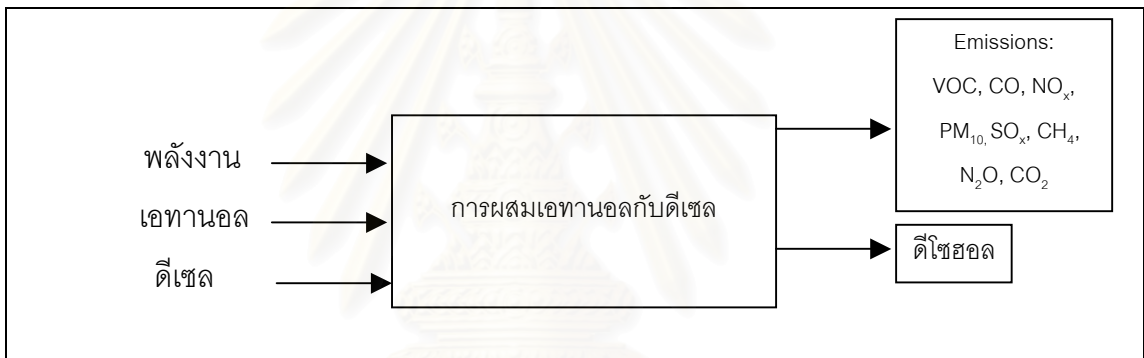 พลังงาน
เอทานอล
ดีเซล
การผสมเอทานอลกับดีเซล
Emissions:
VOC, CO, NOx,
PM10, SOx, CH4,
N2O, CO2
ดีโซฮอล